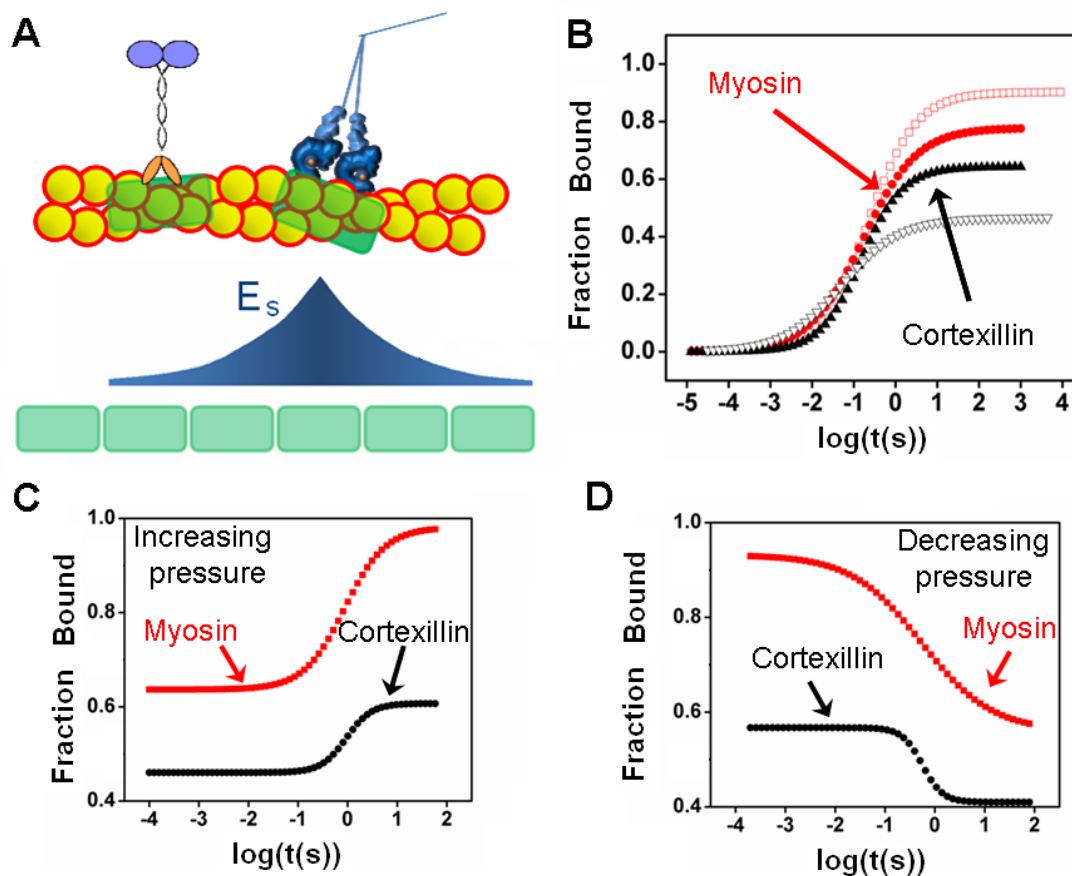 A
E s
B
Myosin
Cortexillin
Fraction Bound
1.0
0.8
0.6
0.4
0.2
0.0
-5 -4 -3 -2 -1 0 1 2 3 4
log(t(s))
C
Increasing
pressure
Myosin
Cortexillin
Fraction Bound
1.0
0.8
0.6
0.4
-4 -3 -2 -1 0 1 2
log(t(s))
D
Decreasing
pressure
Myosin
Cortexillin
Fraction Bound
1.0
0.8
0.6
0.4
-4 -3 -2 -1 0 1 2
log(t(s))